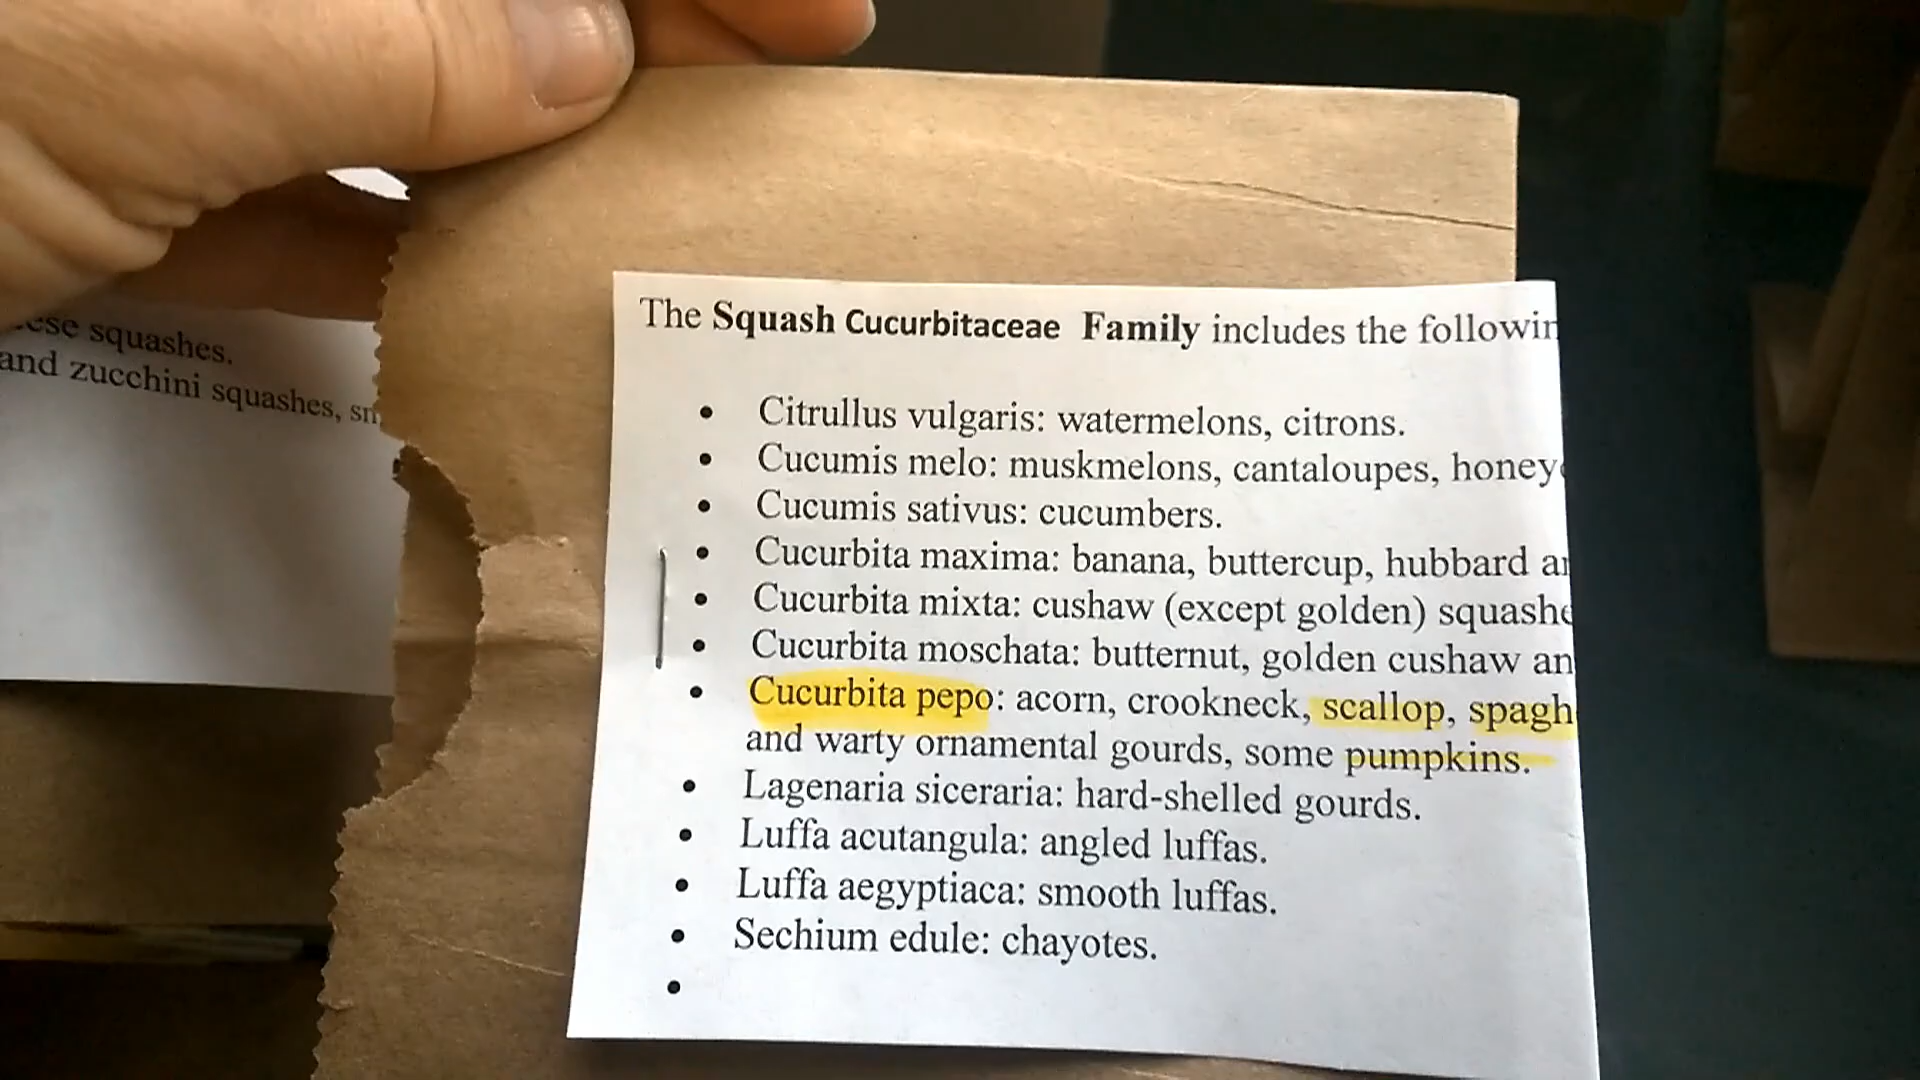 The Squash Cucurbitaceae Family includes the followin
• Citrullus vulgaris: watermelons, citrons.
• Cucumis melo: muskmelons, cantaloupes, honey
• Cucumis sativus: cucumbers.
• Cucurbita maxima: banana, buttercup, hubbard
• Cucurbita mixta: cushaw (except golden) squashe
• Cucurbita moschata: butternut, golden cushaw an
• Cucurbita pepo: acorn, crookneck, scallop, spagh
and warty ornamental gourds, some pumpkins.
• Lagenaria siceraria: hard-shelled gourds.
• Luffa acutangula: angled luffas.
• Luffa aegyptiaca: smooth luffas.
• Sechium edule: chayotes.
•
squashes.
and zucchini squashes,